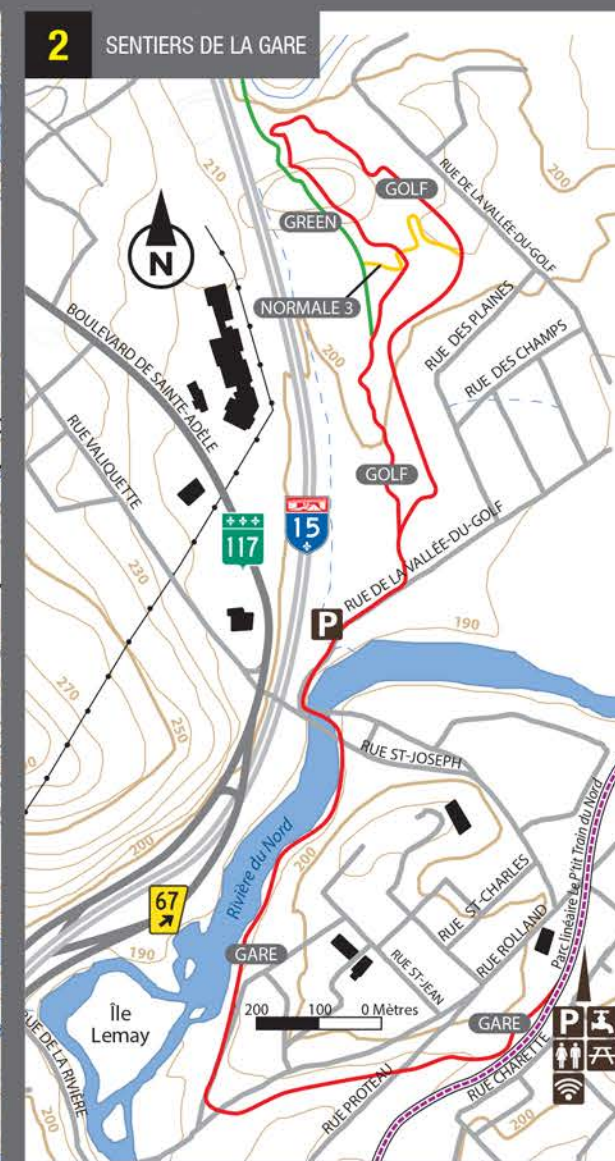 2 SENTIERS DE LA GARE
210
GOLF
200
RUE DE LA VALLÉE-DU-GOLF
GREEN
N
NORMALE 3
BOULEVARD DE SAINTE-ADÈLE
200
RUE DES PLAINES
RUE DES CHAMPS
RUE VALIQUETTE
GOLF
117
15
RUE DE LA VALLÉE-DU-GOLF
230
P
190
270
250
RUE ST-JOSEPH
200
Rivière du Nord
200
Parc linéaire Le P'tit Train du Nord
67
RUE ST-CHARLES
RUE ROLLAND
190
GARE
RUE ST-JEAN
Île
Lemay
200 100 0 Mètres
GARE
P
RUE DE LA RIVIÈRE
RUE PROTEAU
RUE CHARETTE
200
200